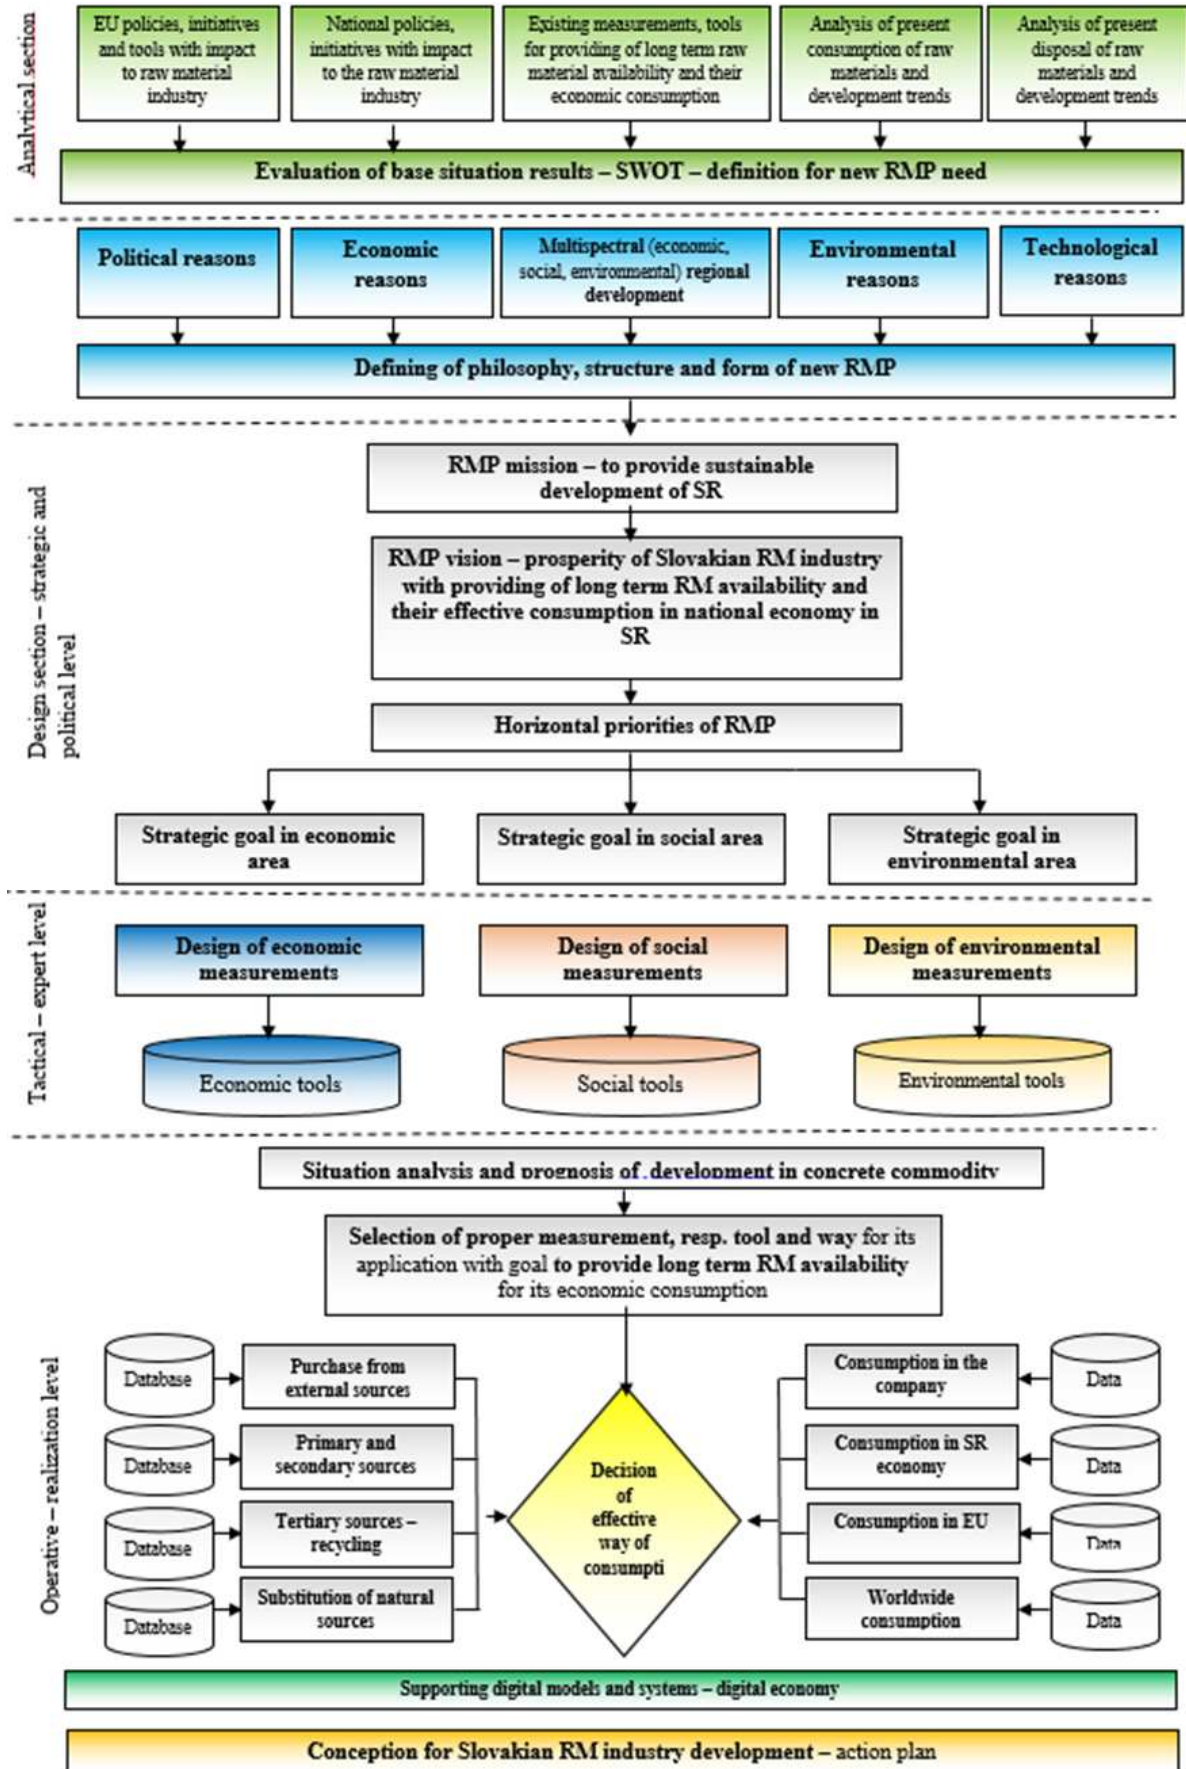 Analytical section
EU policies, initiatives
and tools with impact
to raw material
industry
National policies,
initiatives with impact
to the raw material
industry
Existing measurements, tools
for providing of long term raw
material availability and their
economic consumption
Analysis of present
consumption of raw
materials and
development trends
Analysis of present
disposal of raw
materials and
development trends
Evaluation of base situation results – SWOT – definition for new RMP need
Political reasons
Economic
reasons
Multispectral (economic,
social, environmental) regional
development
Environmental
reasons
Technological
reasons
Defining of philosophy, structure and form of new RMP
Design section – strategic and
political level
RMP mission – to provide sustainable
development of SR
RMP vision – prosperity of Slovakian RM industry
with providing of long term RM availability and
their effective consumption in national economy in
SR
Horizontal priorities of RMP
Strategic goal in economic
area
Strategic goal in social area
Strategic goal in
environmental area
Tactical – expert level
Design of economic
measurements
Design of social
measurements
Design of environmental
measurements
Economic tools
Social tools
Environmental tools
Operative – realization level
Situation analysis and prognosis of development in concrete commodity
Selection of proper measurement, resp. tool and way for its
application with goal to provide long term RM availability
for its economic consumption
Database
Purchase from
external sources
Database
Primary and
secondary sources
Database
Tertiary sources –
recycling
Database
Substitution of natural
sources
Decision
of
effective
way of
consumpti
Consumption in the
company
Data
Consumption in SR
economy
Data
Consumption in EU
Data
Worldwide
consumption
Data
Supporting digital models and systems – digital economy
Conception for Slovakian RM industry development – action plan